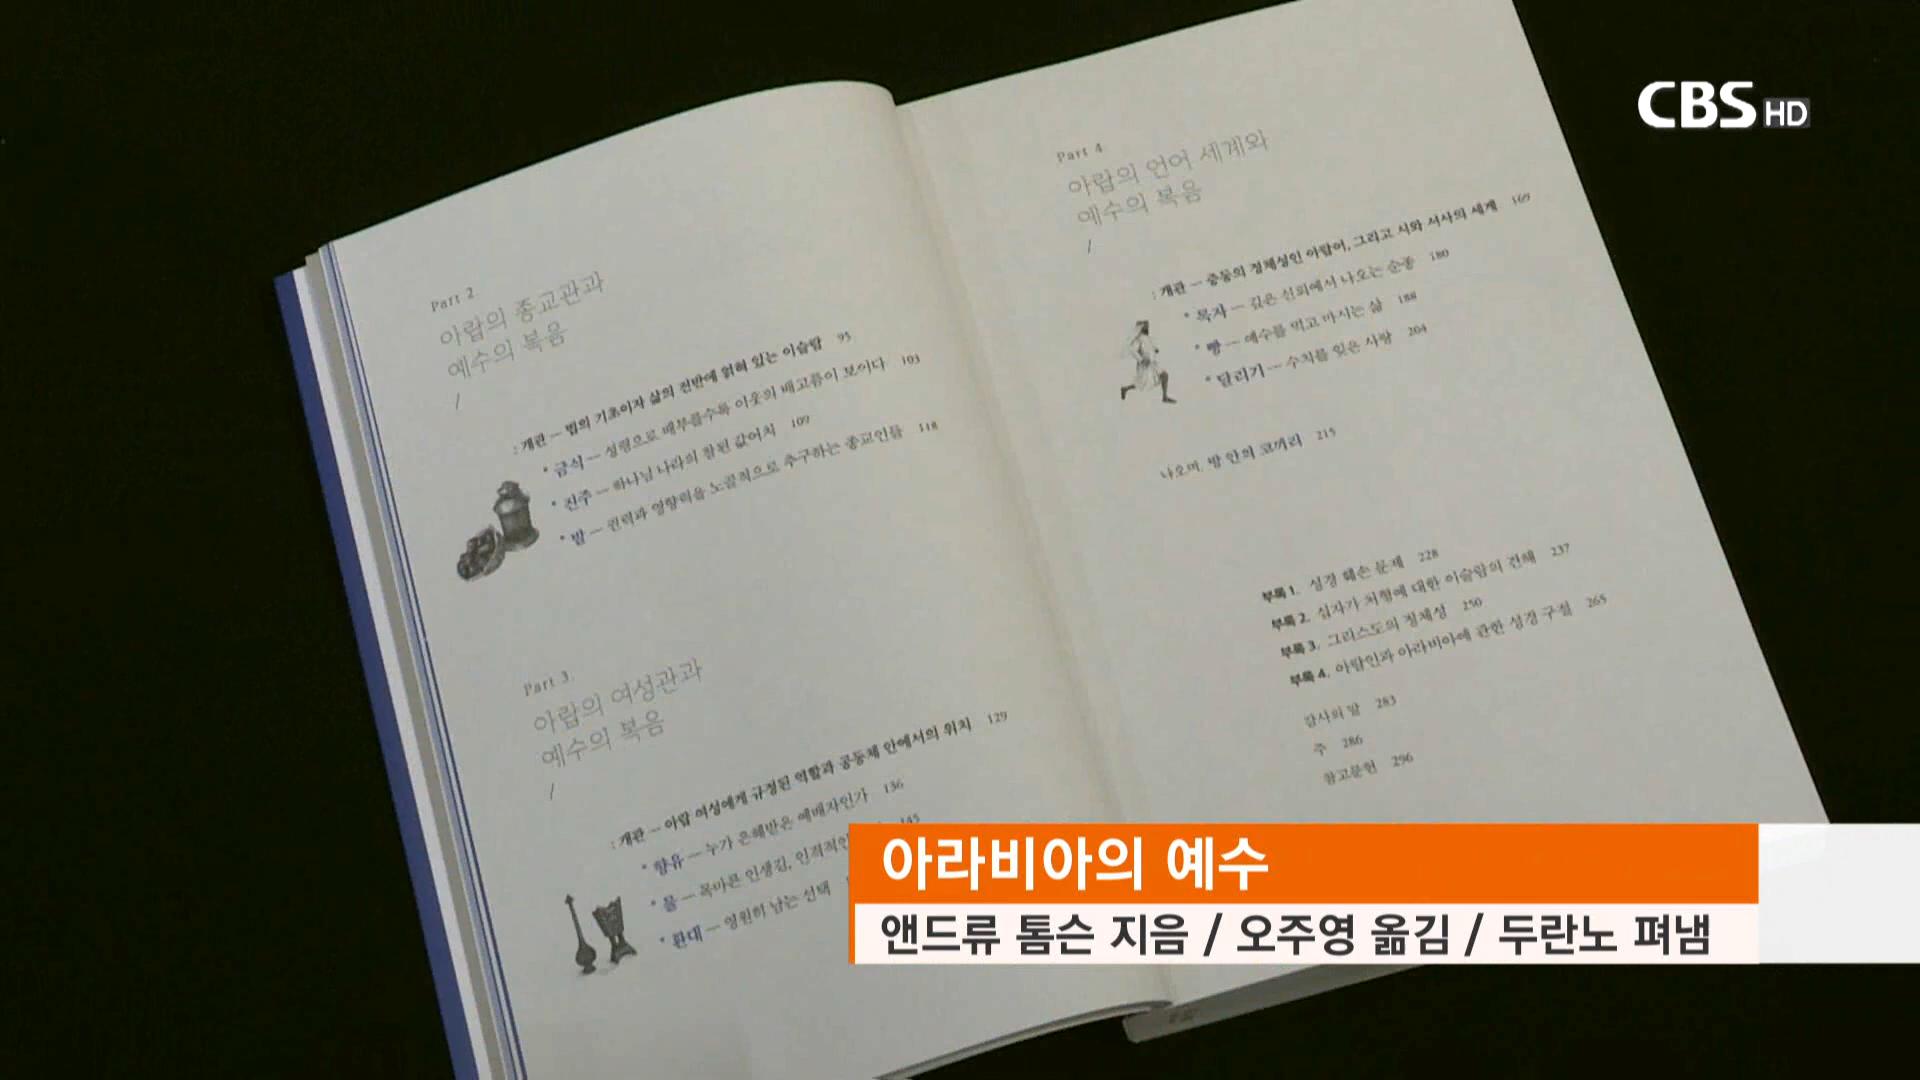 CBS HD
Part 2
아랍의 종교관과
예수의 복음
/
: 개관 — 법의 기초이자 삶의 전반에 얽혀 있는 이슬람 95
• 금식 — 성령으로 배부를수록 이웃의 배고픔이 보이다 103
• 진주 — 하나님 나라의 참된 값어치 109
• 발 — 권력과 영향력을 노골적으로 추구하는 종교인들 118
Part 3.
아랍의 여성관과
예수의 복음
/
: 개관 — 아랍 여성에게 규정된 역할과 공동체 안에서의 위치 129
• 향유 — 누가 은혜받은 예배자인가 136
• 물 — 목마른 인생길, 인격적인 145
• 환대 — 영원히 남는 선택
Part 4.
아랍의 언어 세계와
예수의 복음
/
: 개관 — 중동의 정체성인 아랍어, 그리고 시와 서사의 세계 169
• 목자 — 깊은 신뢰에서 나오는 순종 180
• 빵 — 예수를 먹고 마시는 삶 188
• 달리기 — 수치를 잊은 사랑 204
나오며. 방 안의 코끼리 215
부록 1. 성경 훼손 문제 228
부록 2. 십자가 처형에 대한 이슬람의 견해 237
부록 3. 그리스도의 정체성 250
부록 4. 아랍인과 아라비아에 관한 성경 구절 265
감사의 말 283
주 286
참고문헌 296
아라비아의 예수
앤드류 톰슨 지음 / 오주영 옮김 / 두란노 펴냄